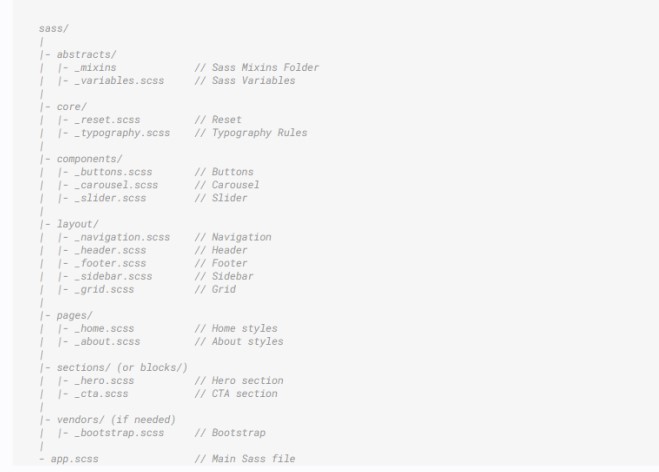 sass/
|
|- abstracts/
|  |- _mixins             // Sass Mixins Folder
|  |- _variables.scss     // Sass Variables
|
|- core/
|  |- _reset.scss         // Reset
|  |- _typography.scss    // Typography Rules
|
|- components/
|  |- _buttons.scss       // Buttons
|  |- _carousel.scss      // Carousel
|  |- _slider.scss        // Slider
|
|- layout/
|  |- _navigation.scss    // Navigation
|  |- _header.scss        // Header
|  |- _footer.scss        // Footer
|  |- _sidebar.scss       // Sidebar
|  |- _grid.scss          // Grid
|
|- pages/
|  |- _home.scss          // Home styles
|  |- _about.scss         // About styles
|
|- sections/ (or blocks/)
|  |- _hero.scss          // Hero section
|  |- _cta.scss           // CTA section
|
|- vendors/ (if needed)
|  |- _bootstrap.scss     // Bootstrap
|
- app.scss                // Main Sass file